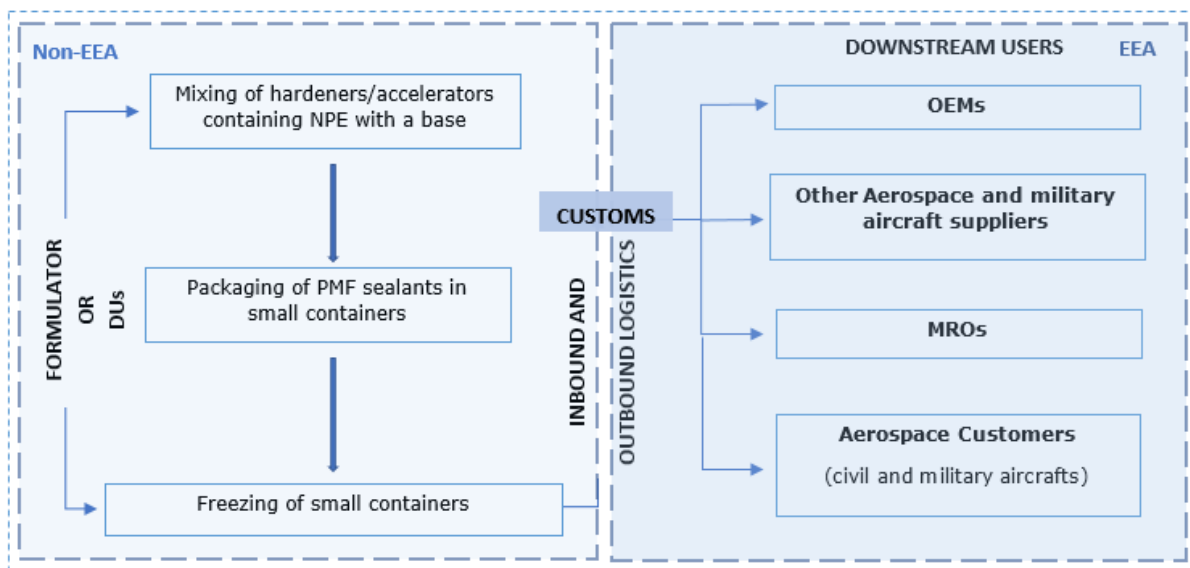 Non-EEA
Mixing of hardeners/accelerators
containing NPE with a base
FORMULATOR
OR
DUs
Packaging of PMF sealants in
small containers
Freezing of small containers
INBOUND AND
CUSTOMS
OUTBOUND LOGISTICS
DOWNSTREAM USERS
EEA
OEMs
Other Aerospace and military
aircraft suppliers
MROs
Aerospace Customers
(civil and military aircrafts)